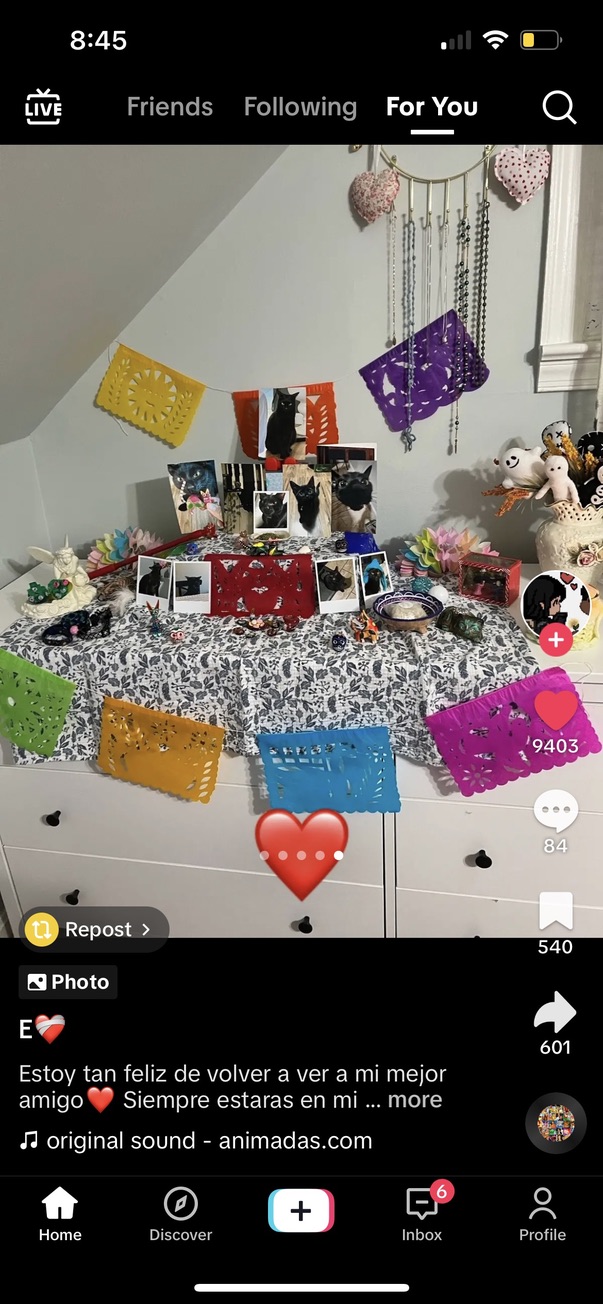 8:45
LIVE
Friends Following For You
9403
84
540
Repost >
Photo
E❤️‍🩹
601
Estoy tan feliz de volver a ver a mi mejor
amigo❤️ Siempre estaras en mi ... more
♫ original sound - animadas.com
6
Home Discover Inbox Profile